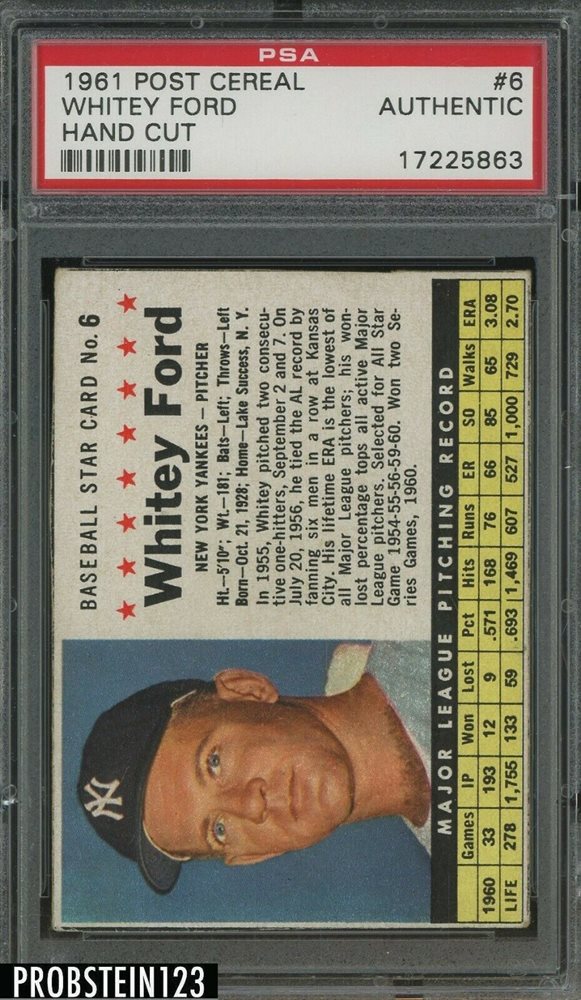 PSA
1961 POST CEREAL #6
WHITEY FORD AUTHENTIC
HAND CUT
17225863
BASEBALL STAR CARD No. 6
Whitey Ford
NEW YORK YANKEES — PITCHER
Ht.—5'10"; Wt.—181; Bats—Left; Throws—Left
Born—Oct. 21, 1928; Home—Lake Success, N. Y.
In 1955, Whitey pitched two consecu-
tive one-hitters, September 2 and 7. On
July 20, 1956, he tied the AL record by
fanning six men in a row at Kansas
City. His lifetime ERA is the lowest of
all Major League pitchers; his won-
lost percentage tops all active Major
League pitchers. Selected for All Star
Game 1954-55-56-59-60. Won two Se-
ries Games, 1960.
NY
MAJOR LEAGUE PITCHING RECORD
Games IP Won Lost Pct Hits Runs ER SO Walks ERA
1960 33 193 12 9 .571 168 76 66 85 65 3.08
LIFE 278 1,755 133 59 .693 1,469 607 527 1,000 729 2.70
PROBSTEIN123